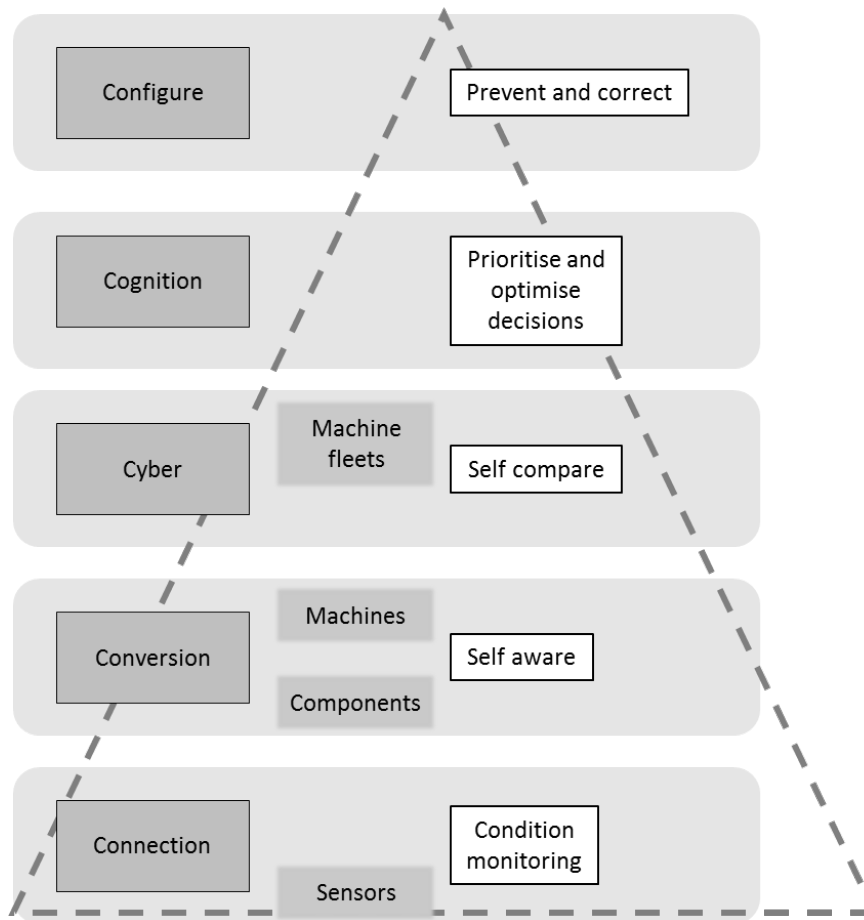 Configure
Prevent and correct
Cognition
Prioritise and
optimise
decisions
Cyber
Machine
fleets
Self compare
Conversion
Machines
Components
Self aware
Connection
Sensors
Condition
monitoring